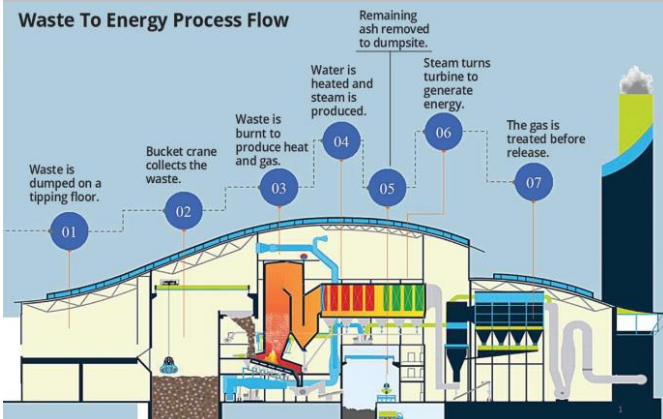 Waste To Energy Process Flow
Waste is
dumped on a
tipping floor.
01
Bucket crane
collects the
waste.
02
Waste is
burnt to
produce heat
and gas.
03
Water is
heated and
steam is
produced.
04
Remaining
ash removed
to dumpsite.
05
Steam turns
turbine to
generate
energy.
06
The gas is
treated before
release.
07
1